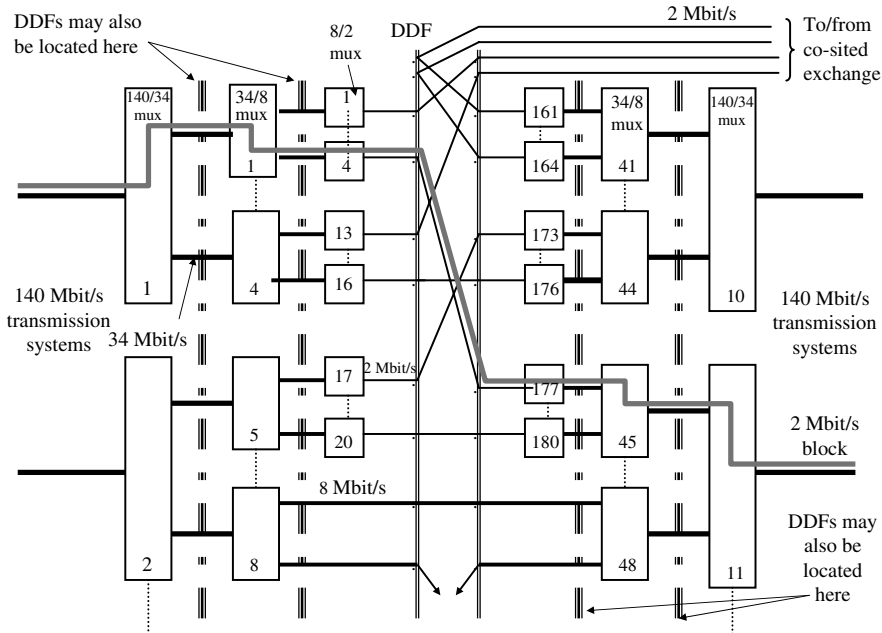 DDFs may also
be located here
8/2
mux
DDF
2 Mbit/s
To/from
co-sited
exchange
140/34
mux
34/8
mux
1
161
34/8
mux
140/34
mux
1
4
164
41
13
173
1
4
16
176
44
10
140 Mbit/s
transmission
systems
34 Mbit/s
140 Mbit/s
transmission
systems
17
2 Mbit/s
177
5
20
180
45
2 Mbit/s
block
8 Mbit/s
2
8
48
11
DDFs may
also be
located
here